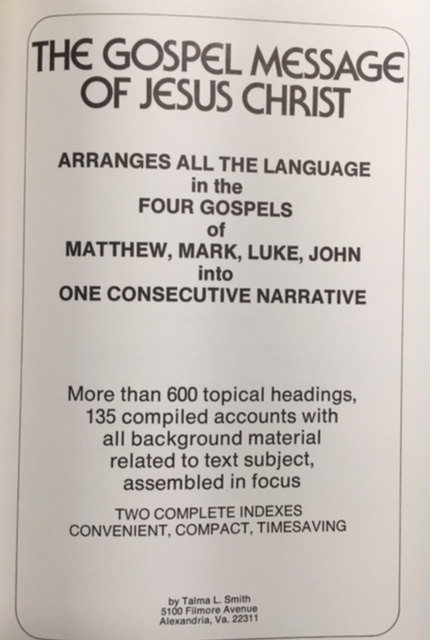 THE GOSPEL MESSAGE
OF JESUS CHRIST
ARRANGES ALL THE LANGUAGE
in the
FOUR GOSPELS
of
MATTHEW, MARK, LUKE, JOHN
into
ONE CONSECUTIVE NARRATIVE
More than 600 topical headings,
135 compiled accounts with
all background material
related to text subject,
assembled in focus
TWO COMPLETE INDEXES
CONVENIENT, COMPACT, TIMESAVING
by Talma L. Smith
5100 Filmore Avenue
Alexandria, Va. 22311